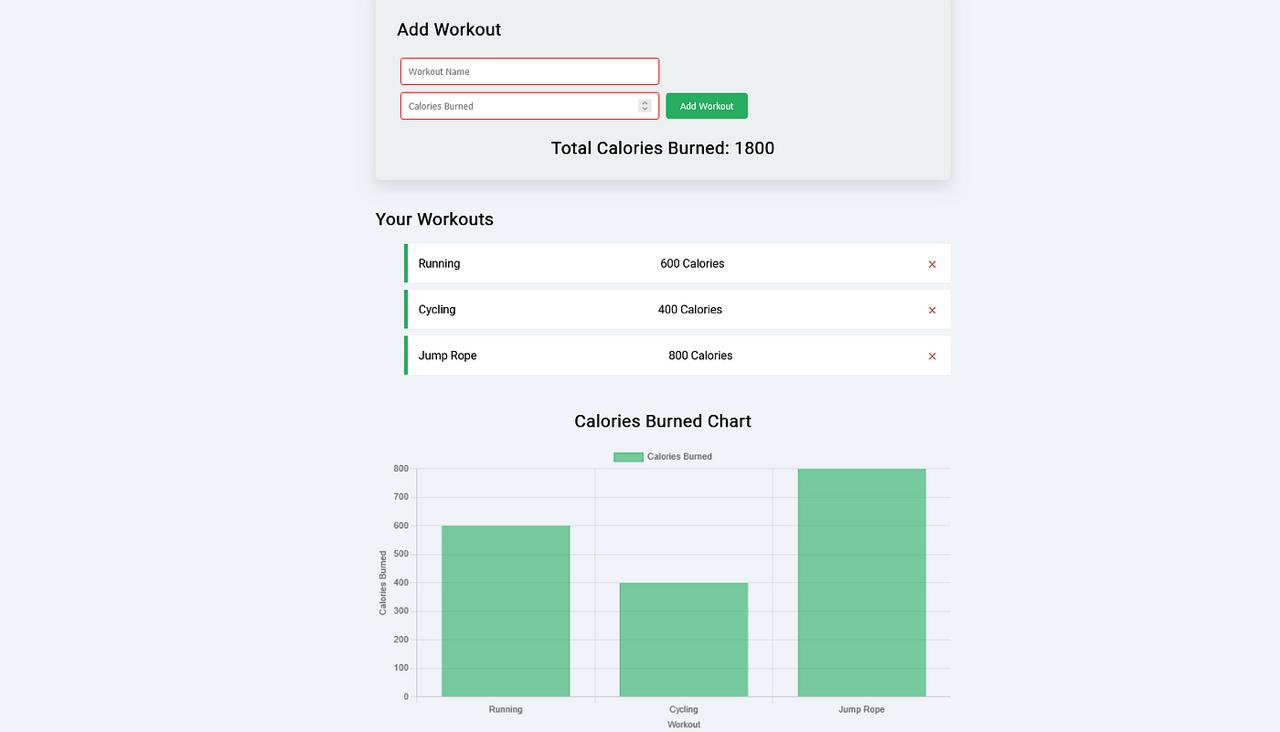 Add Workout
Workout Name
Calories Burned
Add Workout
Total Calories Burned: 1800
Your Workouts
Running 600 Calories ×
Cycling 400 Calories ×
Jump Rope 800 Calories ×
Calories Burned Chart
Calories Burned
800
700
600
500
400
300
200
100
0
Calories Burned
Running Cycling Jump Rope
Workout